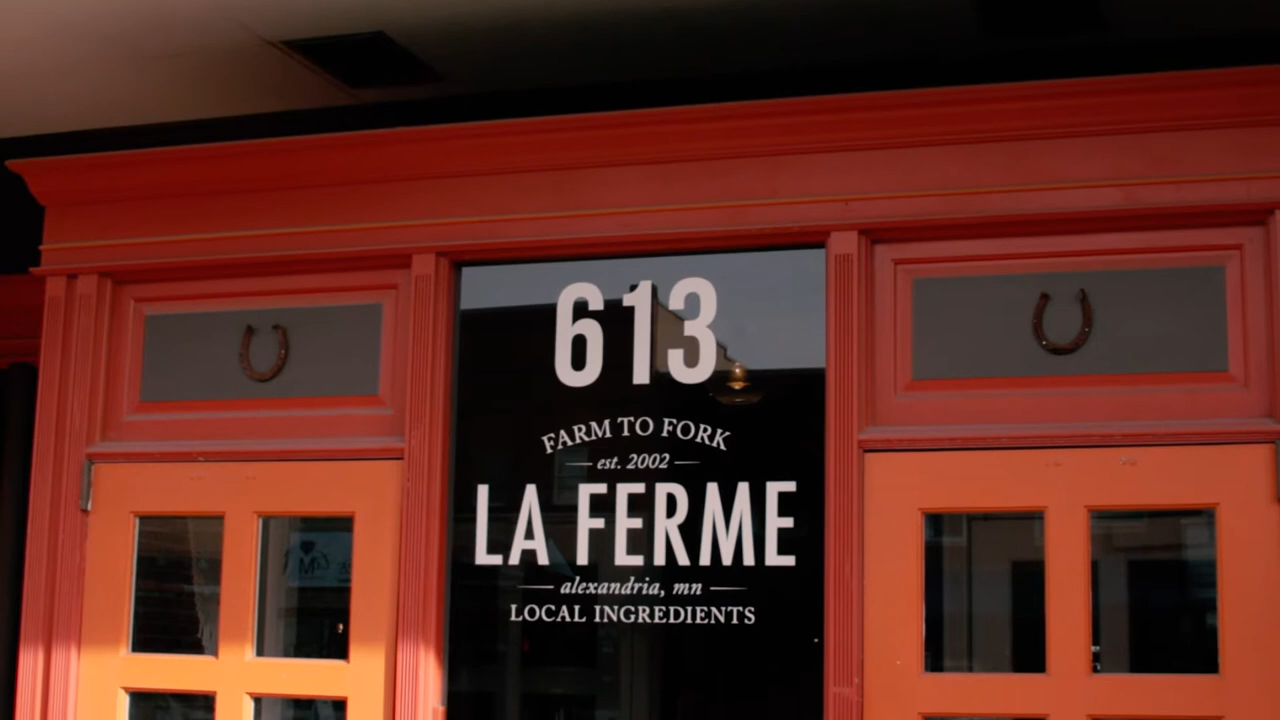 613
FARM TO FORK
est. 2002
LA FERME
alexandria, mn
LOCAL INGREDIENTS